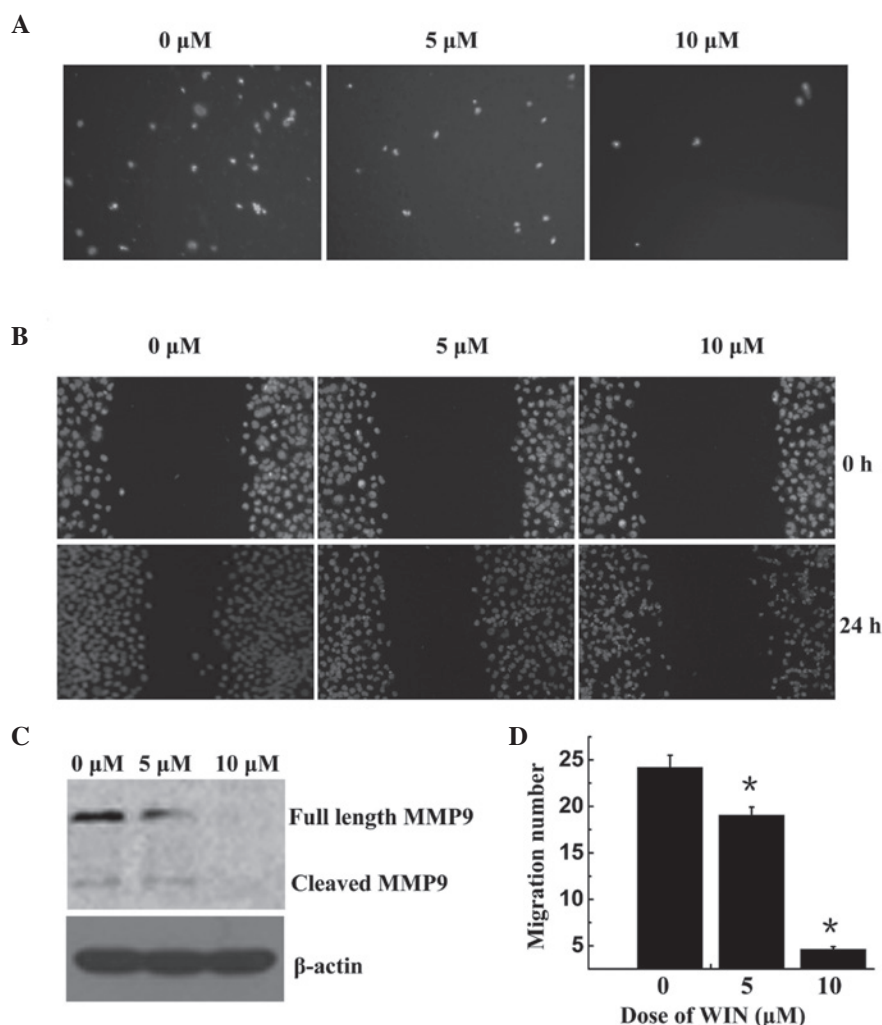 A
0 μM 5 μM 10 μM
B
0 μM 5 μM 10 μM
0 h
24 h
C
0 μM 5 μM 10 μM
Full length MMP9
Cleaved MMP9
β-actin
D
Migration number
25
20
15
10
5
*
*
0 5 10
Dose of WIN (μM)